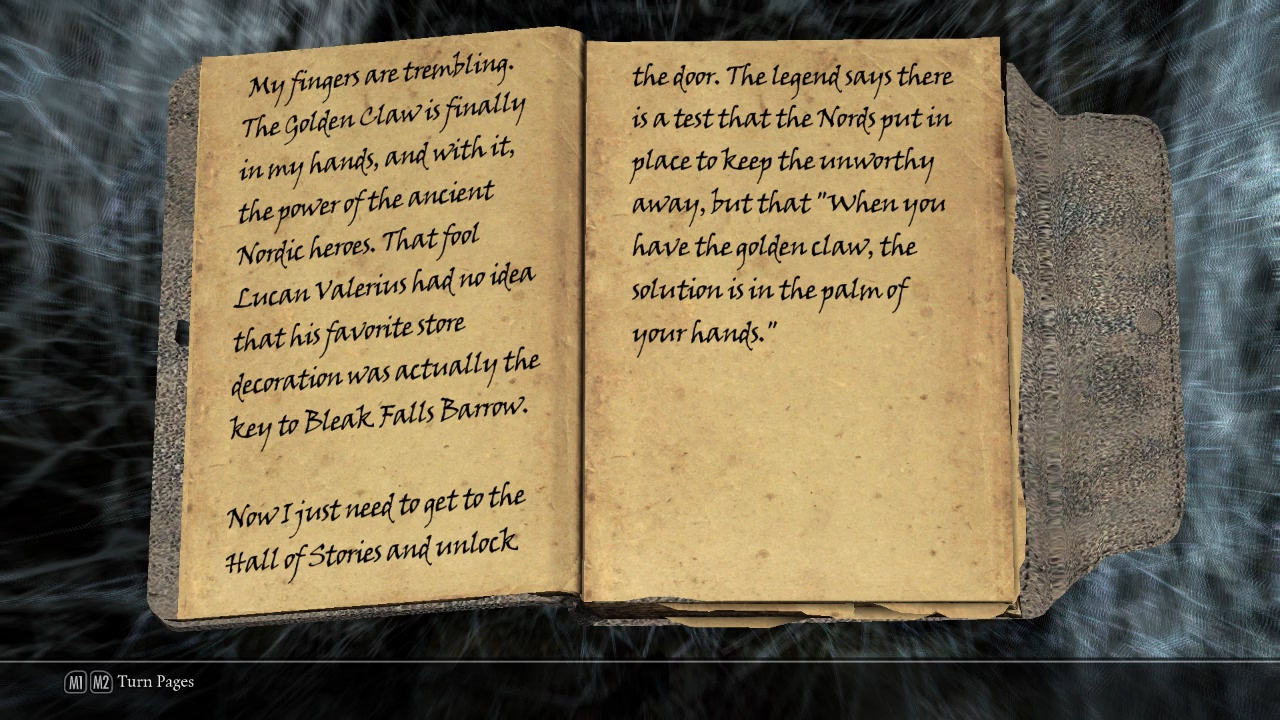 My fingers are trembling.
The Golden Claw is finally
in my hands, and with it,
the power of the ancient
Nordic heroes. That fool
Lucan Valerius had no idea
that his favorite store
decoration was actually the
key to Bleak Falls Barrow.
Now I just need to get to the
Hall of Stories and unlock
the door. The legend says there
is a test that the Nords put in
place to keep the unworthy
away, but that "When you
have the golden claw, the
solution is in the palm of
your hands."
M1 M2 Turn Pages